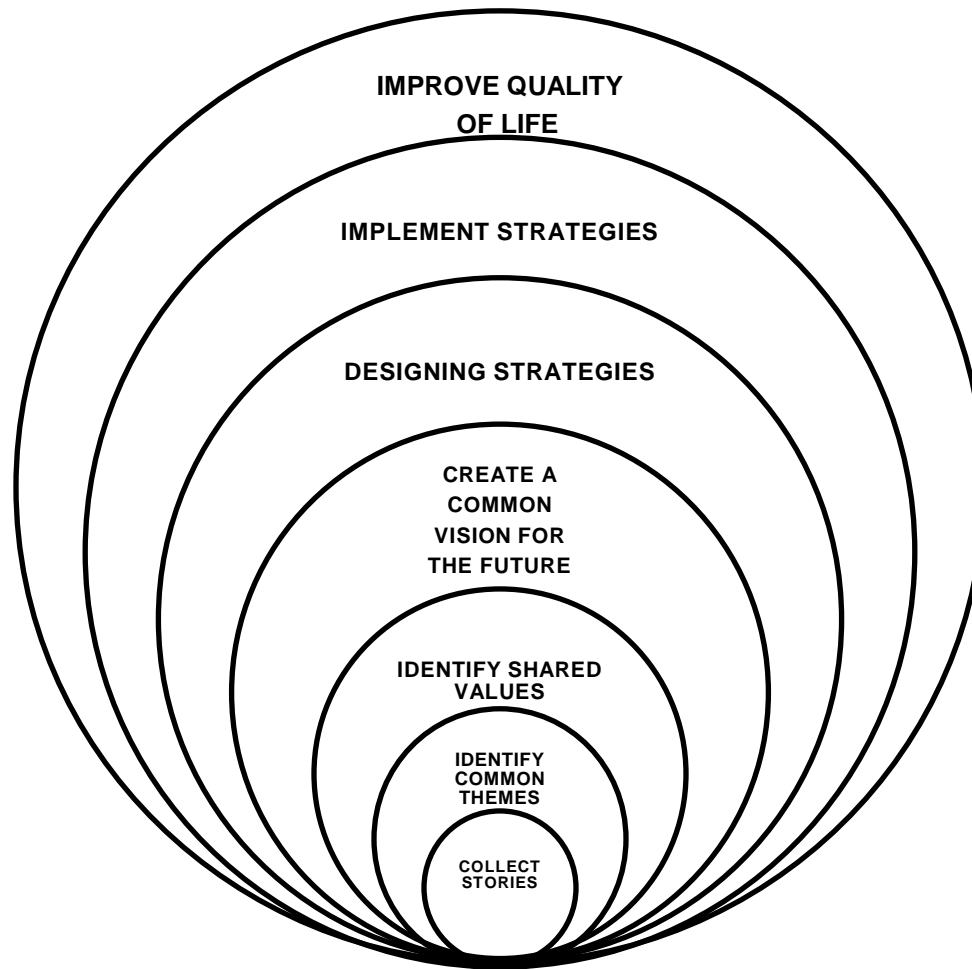 IMPROVE QUALITY
OF LIFE
IMPLEMENT STRATEGIES
DESIGNING STRATEGIES
CREATE A
COMMON
VISION FOR
THE FUTURE
IDENTIFY SHARED
VALUES
IDENTIFY
COMMON
THEMES
COLLECT
STORIES